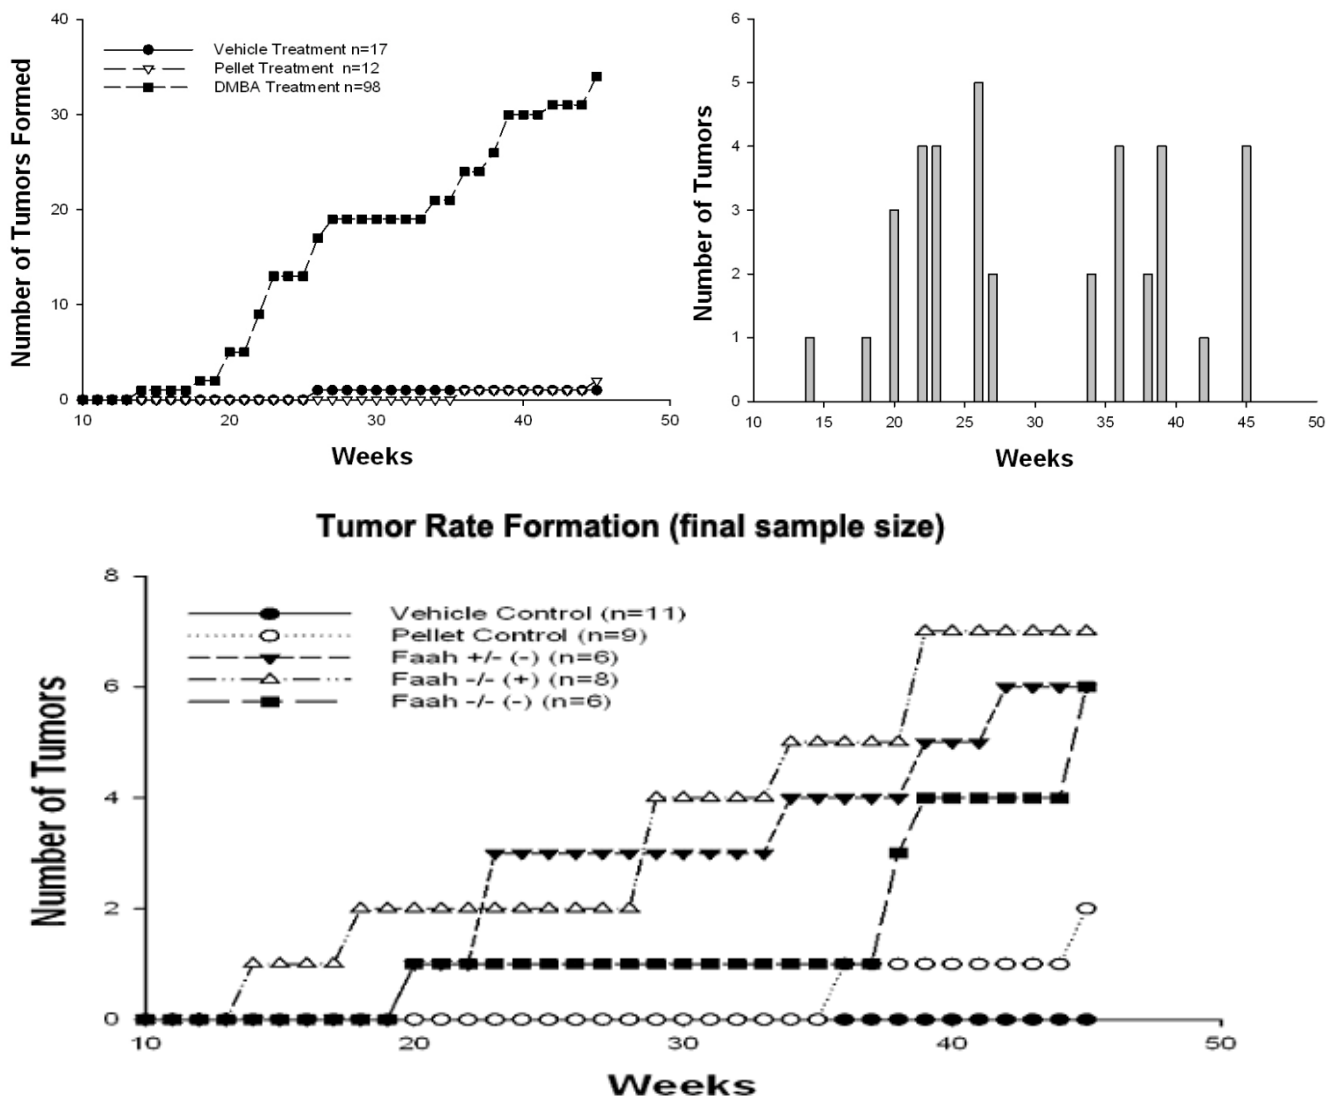 40
30
20
10
0
Number of Tumors Formed
Vehicle Treatment n=17
Pellet Treatment n=12
DMBA Treatment n=98
10 20 30 40 50
Weeks
6
5
4
3
2
1
0
Number of Tumors
10 15 20 25 30 35 40 45 50
Weeks
Tumor Rate Formation (final sample size)
8
6
4
2
0
Number of Tumors
Vehicle Control (n=11)
Pellet Control (n=9)
Faah +/- (-) (n=6)
Faah -/- (+) (n=8)
Faah -/- (-) (n=6)
10 20 30 40 50
Weeks